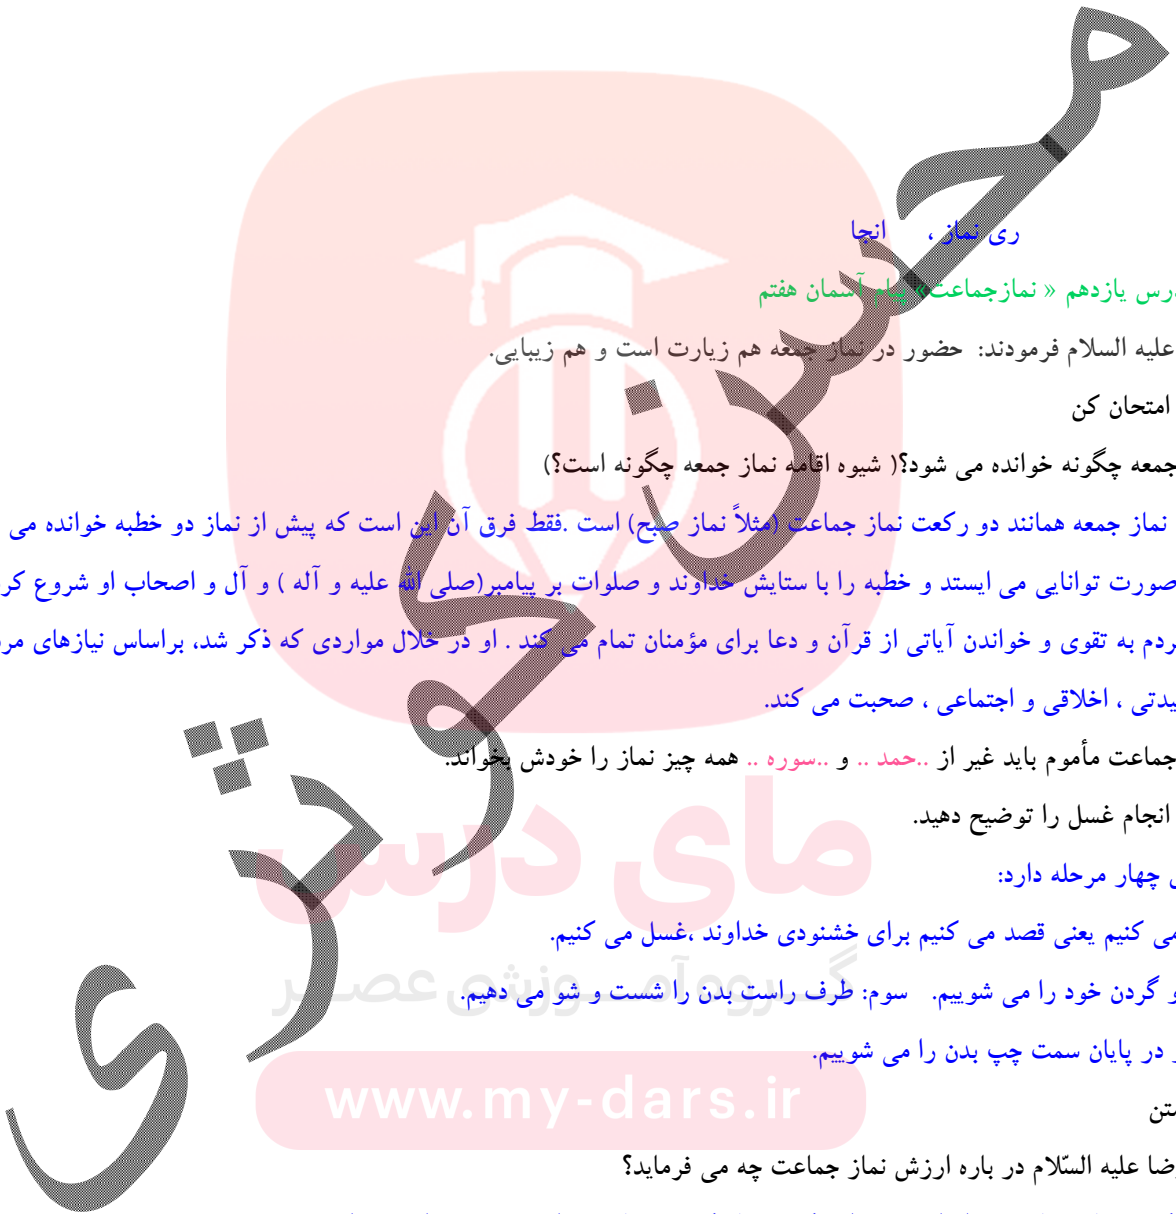 ری نماز ، انجا
درس یازدهم « نمازجماعت» پیام آسمان هفتم
علیه السلام فرمودند: حضور در نماز جمعه هم زیارت است و هم زیبایی.
امتحان کن
جمعه چگونه خوانده می شود؟( شیوه اقامه نماز جمعه چگونه است؟)
نماز جمعه همانند دو رکعت نماز جماعت (مثلاً نماز صبح) است .فقط فرق آن این است که پیش از نماز دو خطبه خوانده می
صورت توانایی می ایستد و خطبه را با ستایش خداوند و صلوات بر پیامبر(صلی الله علیه و آله ) و آل و اصحاب او شروع کر
ردم به تقوی و خواندن آیاتی از قرآن و دعا برای مؤمنان تمام می کند . او در خلال مواردی که ذکر شد، براساس نیازهای مر
یدتی ، اخلاقی و اجتماعی ، صحبت می کند.
جماعت مأموم باید غیر از ..حمد .. و ..سوره .. همه چیز نماز را خودش بخواند.
انجام غسل را توضیح دهید.
چهار مرحله دارد:
می کنیم یعنی قصد می کنیم برای خشنودی خداوند ،غسل می کنیم.
و گردن خود را می شوییم. سوم: طرف راست بدن را شست و شو می دهیم.
در پایان سمت چپ بدن را می شوییم.
متن
ضا علیه السّلام در باره ارزش نماز جماعت چه می فرماید؟
محسن کوثری
مای درس
گروه آموزشی عصر
www.my-dars.ir